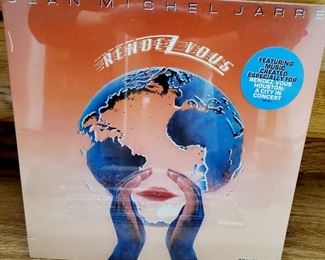 JEAN MICHEL JARRE
RENDEZ VOUS
FEATURING
MUSIC
CREATED
ESPECIALLY FOR
RENDEZ-VOUS
HOUSTON:
A CITY IN
CONCERT